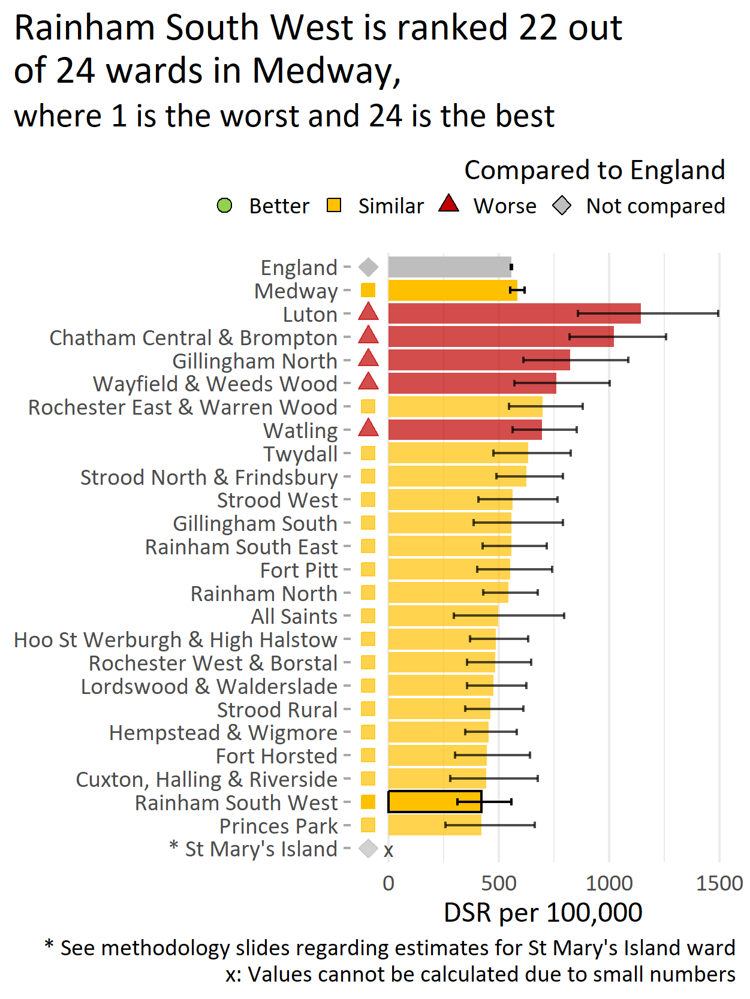 Rainham South West is ranked 22 out
of 24 wards in Medway,
where 1 is the worst and 24 is the best
Compared to England
Better Similar Worse Not compared
England
Medway
Luton
Chatham Central & Brompton
Gillingham North
Wayfield & Weeds Wood
Rochester East & Warren Wood
Watling
Twydall
Strood North & Frindsbury
Strood West
Gillingham South
Rainham South East
Fort Pitt
Rainham North
All Saints
Hoo St Werburgh & High Halstow
Rochester West & Borstal
Lordswood & Walderslade
Strood Rural
Hempstead & Wigmore
Fort Horsted
Cuxton, Halling & Riverside
Rainham South West
Princes Park
* St Mary's Island x
0 500 1000 1500
DSR per 100,000
* See methodology slides regarding estimates for St Mary's Island ward
x: Values cannot be calculated due to small numbers